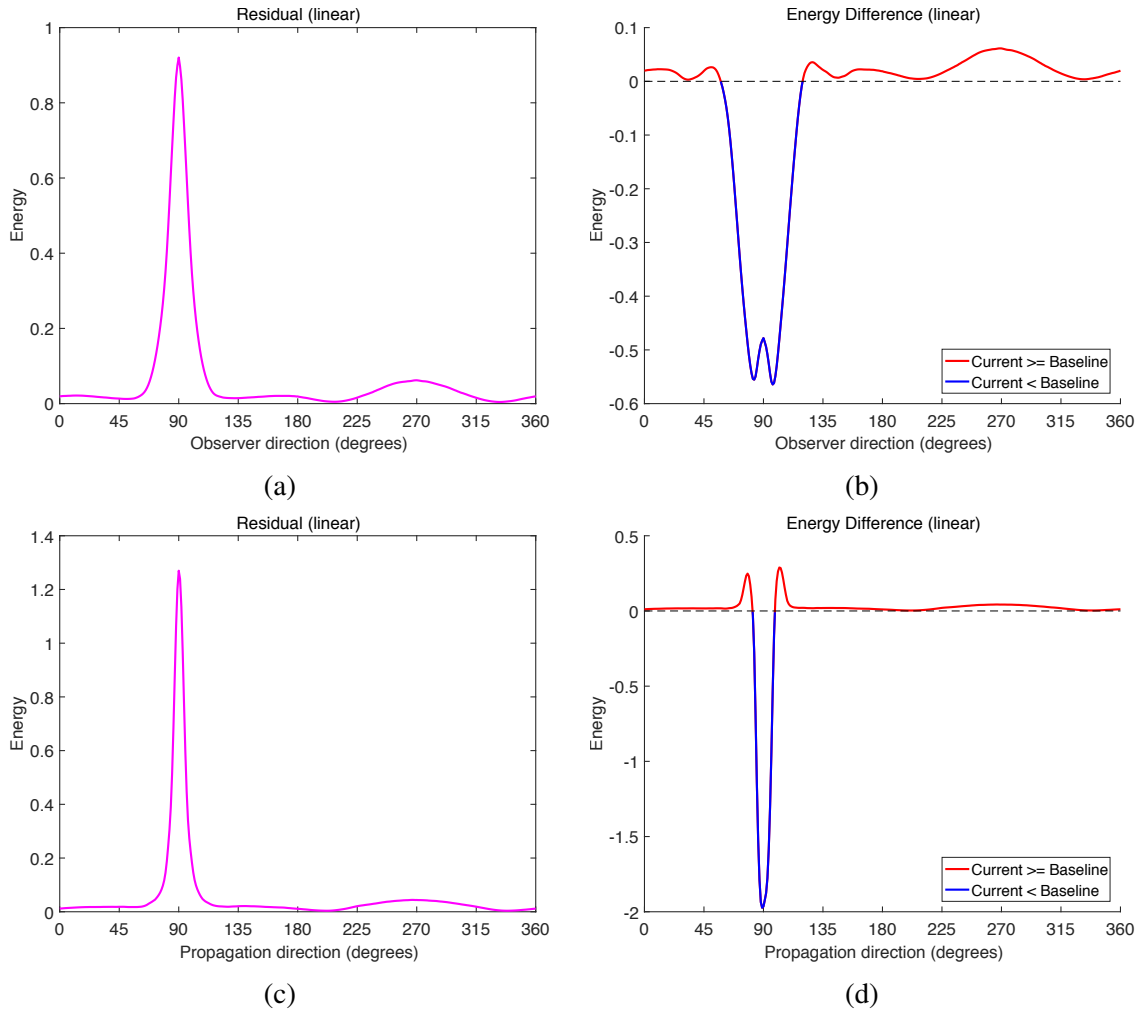 Residual (linear)
1
0.8
0.6
0.4
0.2
0
Energy
0 45 90 135 180 225 270 315 360
Observer direction (degrees)
(a)
Energy Difference (linear)
0.1
0
-0.1
-0.2
-0.3
-0.4
-0.5
-0.6
Energy
Current >= Baseline
Current < Baseline
0 45 90 135 180 225 270 315 360
Observer direction (degrees)
(b)
Residual (linear)
1.4
1.2
1
0.8
0.6
0.4
0.2
0
Energy
0 45 90 135 180 225 270 315 360
Propagation direction (degrees)
(c)
Energy Difference (linear)
0.5
0
-0.5
-1
-1.5
-2
Energy
Current >= Baseline
Current < Baseline
0 45 90 135 180 225 270 315 360
Propagation direction (degrees)
(d)